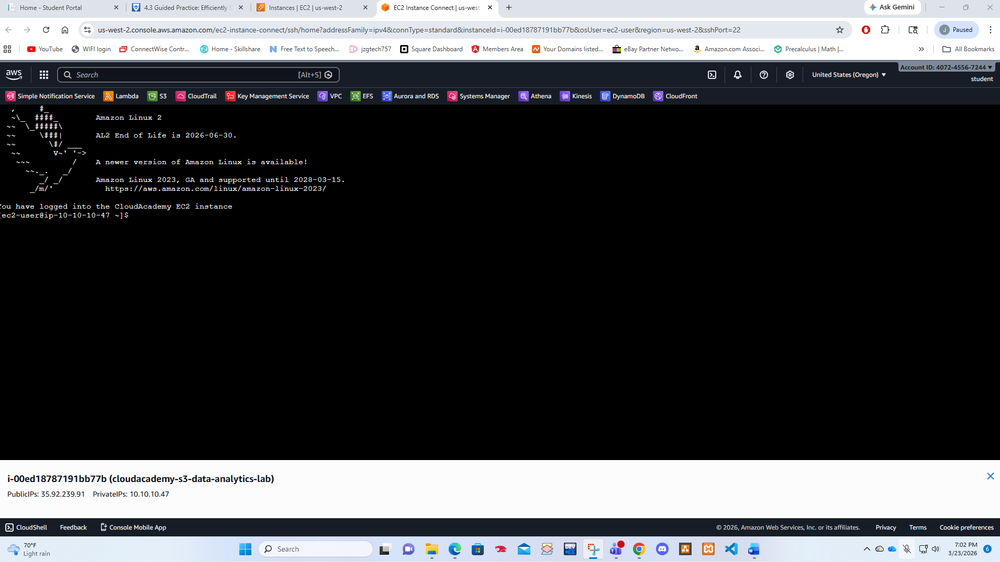 Home - Student Portal
4.3 Guided Practice: Efficiently S
Instances | EC2 | us-west-2
EC2 Instance Connect | us-west-
Ask Gemini
us-west-2.console.aws.amazon.com/ec2-instance-connect/ssh/home?addressFamily=ipv4&connType=standard&instanceId=i-00ed18787191bb77b&osUser=ec2-user&region=us-west-2&sshPort=22
J Paused
YouTube
WIFI login
ConnectWise Contr...
Home - Skillshare
Free Text to Speech...
jzgtech757
Square Dashboard
Members Area
Your Domains listed...
eBay Partner Netwo...
Amazon.com Associ...
Precalculus | Math |...
All Bookmarks
aws
Search
[Alt+S]
United States (Oregon)
Account ID: 4072-4556-7244
student
Simple Notification Service
Lambda
S3
CloudTrail
Key Management Service
VPC
EFS
Aurora and RDS
Systems Manager
Athena
Kinesis
DynamoDB
CloudFront
   ,     #_
   ~\_  ####_        Amazon Linux 2
  ~~  \_#####\
  ~~     \###|       AL2 End of Life is 2026-06-30.
  ~~       \#/ ___
   ~~       V~' '->
    ~~~         /    A newer version of Amazon Linux is available!
      ~~._.   _/
         _/ _/       Amazon Linux 2023, GA and supported until 2028-03-15.
       _/m/'           https://aws.amazon.com/linux/amazon-linux-2023/
You have logged into the CloudAcademy EC2 instance
[ec2-user@ip-10-10-10-47 ~]$
i-00ed18787191bb77b (cloudacademy-s3-data-analytics-lab)
PublicIPs: 35.92.239.91 PrivateIPs: 10.10.10.47
CloudShell
Feedback
Console Mobile App
© 2026, Amazon Web Services, Inc. or its affiliates.
Privacy
Terms
Cookie preferences
70°F
Light rain
Search
DEV
7:02 PM
3/23/2026
6